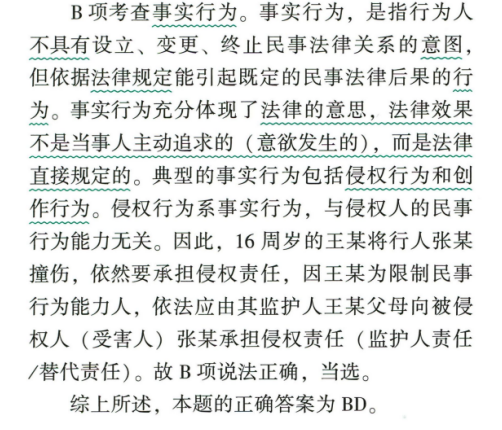 B 项考查事实行为。事实行为，是指行为人
不具有设立、变更、终止民事法律关系的意图，
但依据法律规定能引起既定的民事法律后果的行
为。事实行为充分体现了法律的意思，法律效果
不是当事人主动追求的（意欲发生的），而是法律
直接规定的。典型的事实行为包括侵权行为和创
作行为。侵权行为系事实行为，与侵权人的民事
行为能力无关。因此，16 周岁的王某将行人张某
撞伤，依然要承担侵权责任，因王某为限制民事
行为能力人，依法应由其监护人王某父母向被侵
权人（受害人）张某承担侵权责任（监护人责任
/替代责任）。故 B 项说法正确，当选。
综上所述，本题的正确答案为 BD。